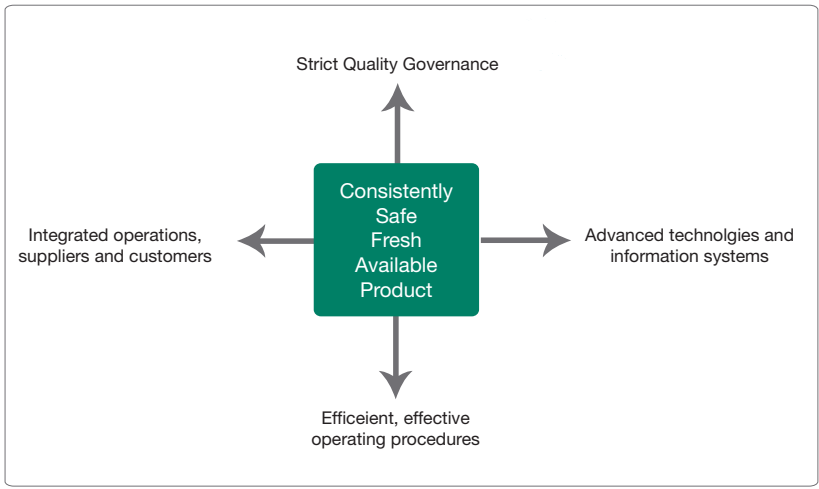 Strict Quality Governance
Consistently
Safe
Fresh
Available
Product
Integrated operations,
suppliers and customers
Advanced technolgies and
information systems
Efficeient, effective
operating procedures